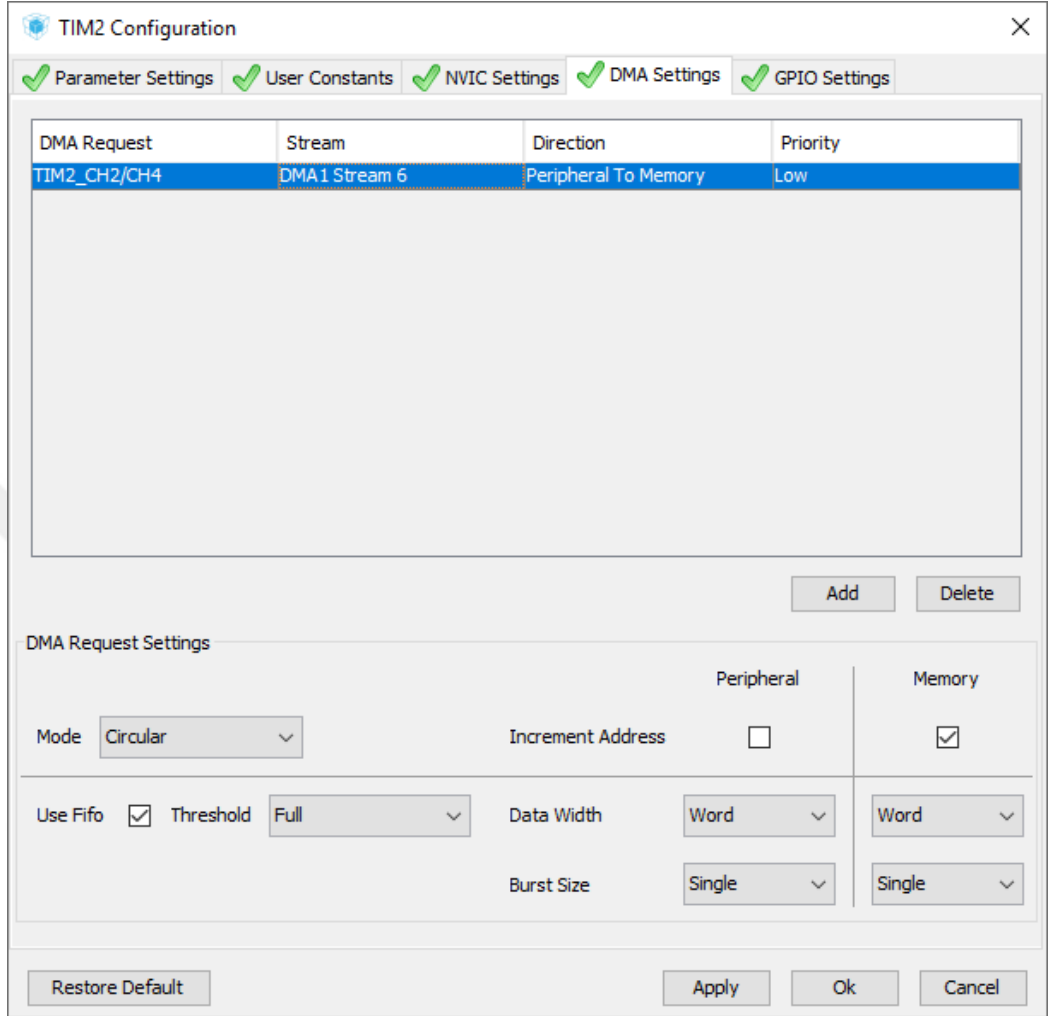 TIM2 Configuration
Parameter Settings User Constants NVIC Settings DMA Settings GPIO Settings
DMA Request Stream Direction Priority
TIM2_CH2/CH4 DMA1 Stream 6 Peripheral To Memory Low
Add Delete
DMA Request Settings
Peripheral Memory
Mode Circular Increment Address
Use Fifo Threshold Full Data Width Word Word
Burst Size Single Single
Restore Default Apply Ok Cancel